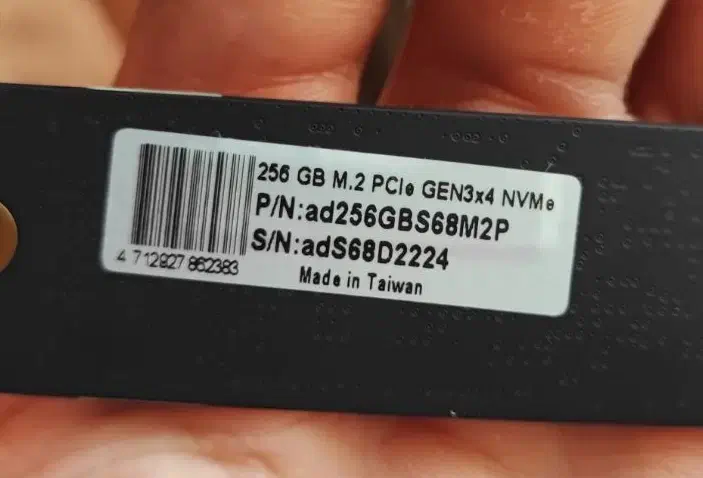 256 GB M.2 PCIe GEN3x4 NVMe
P/N:ad256GBS68M2P
S/N:adS68D2224
Made in Taiwan
4 712927 862383